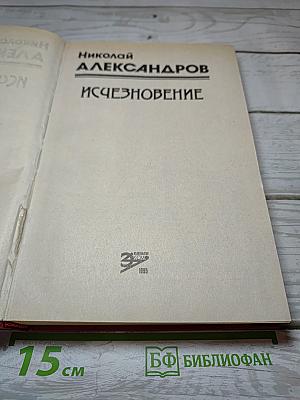 Николай
АЛЕКСАНДРОВ
ИСЧЕЗНОВЕНИЕ
1995
15 см
БФ БИБЛИОФАН